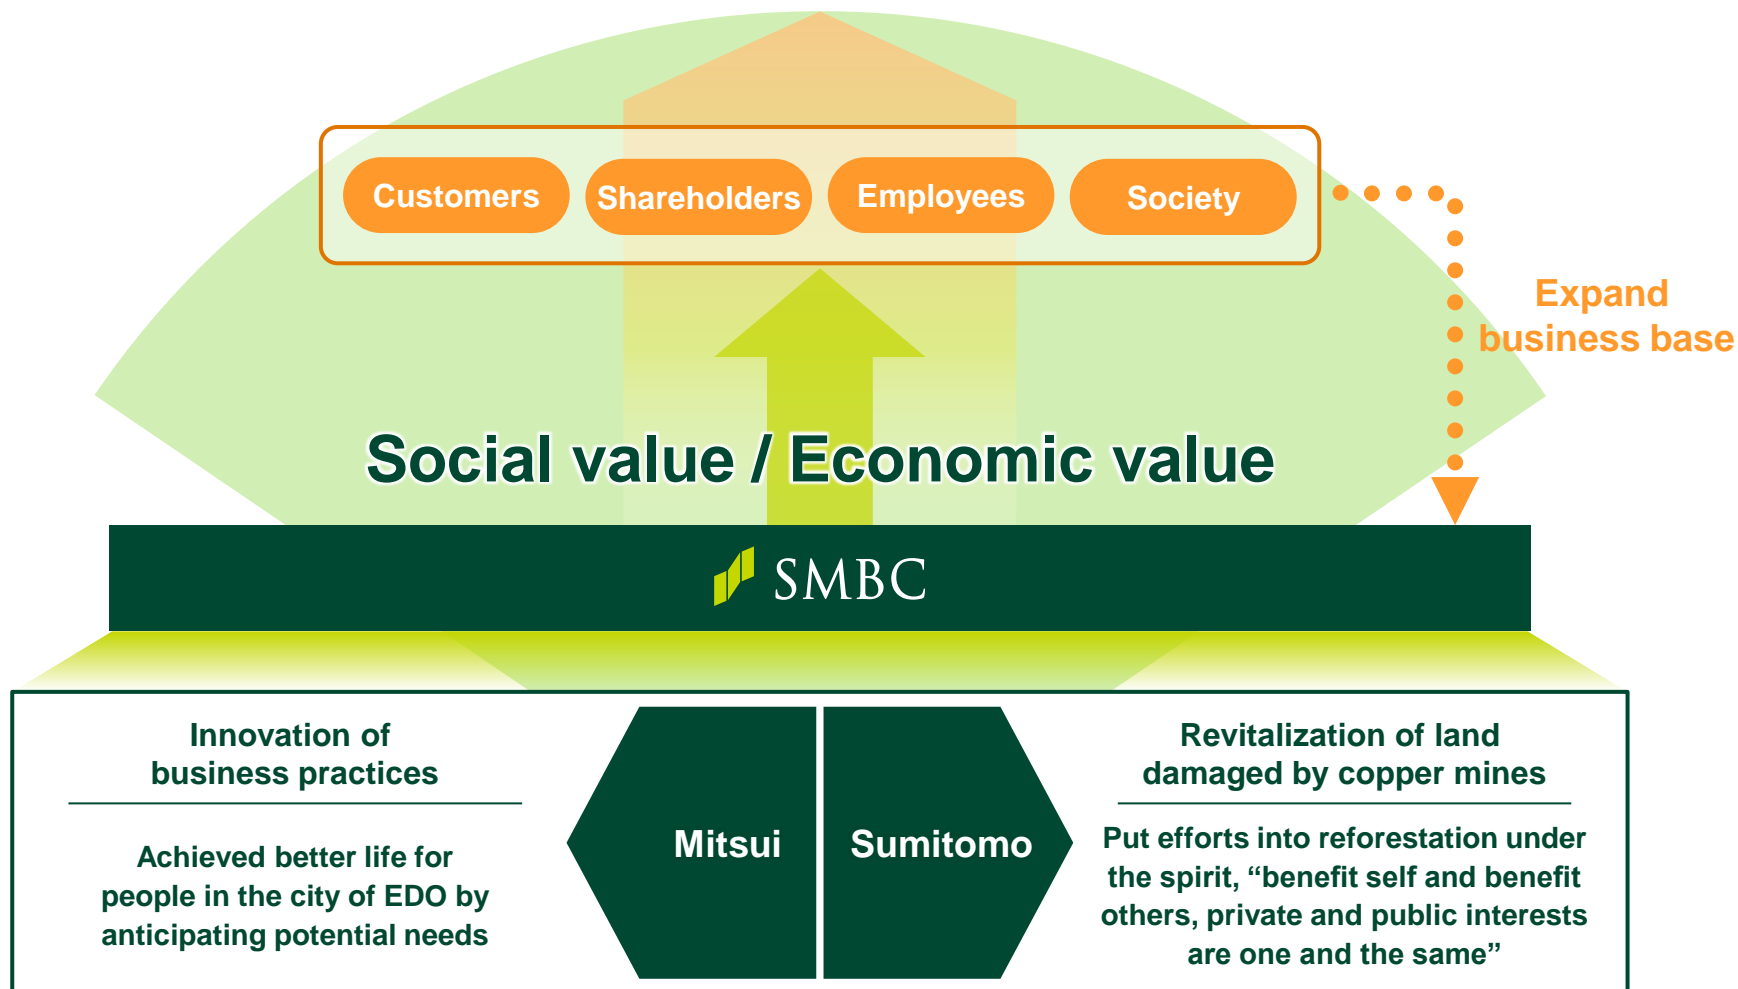 Customers
Shareholders
Employees
Society
Expand
business base
Social value / Economic value
SMBC
Innovation of
business practices
Achieved better life for
people in the city of EDO by
anticipating potential needs
Mitsui
Sumitomo
Revitalization of land
damaged by copper mines
Put efforts into reforestation under
the spirit, “benefit self and benefit
others, private and public interests
are one and the same”